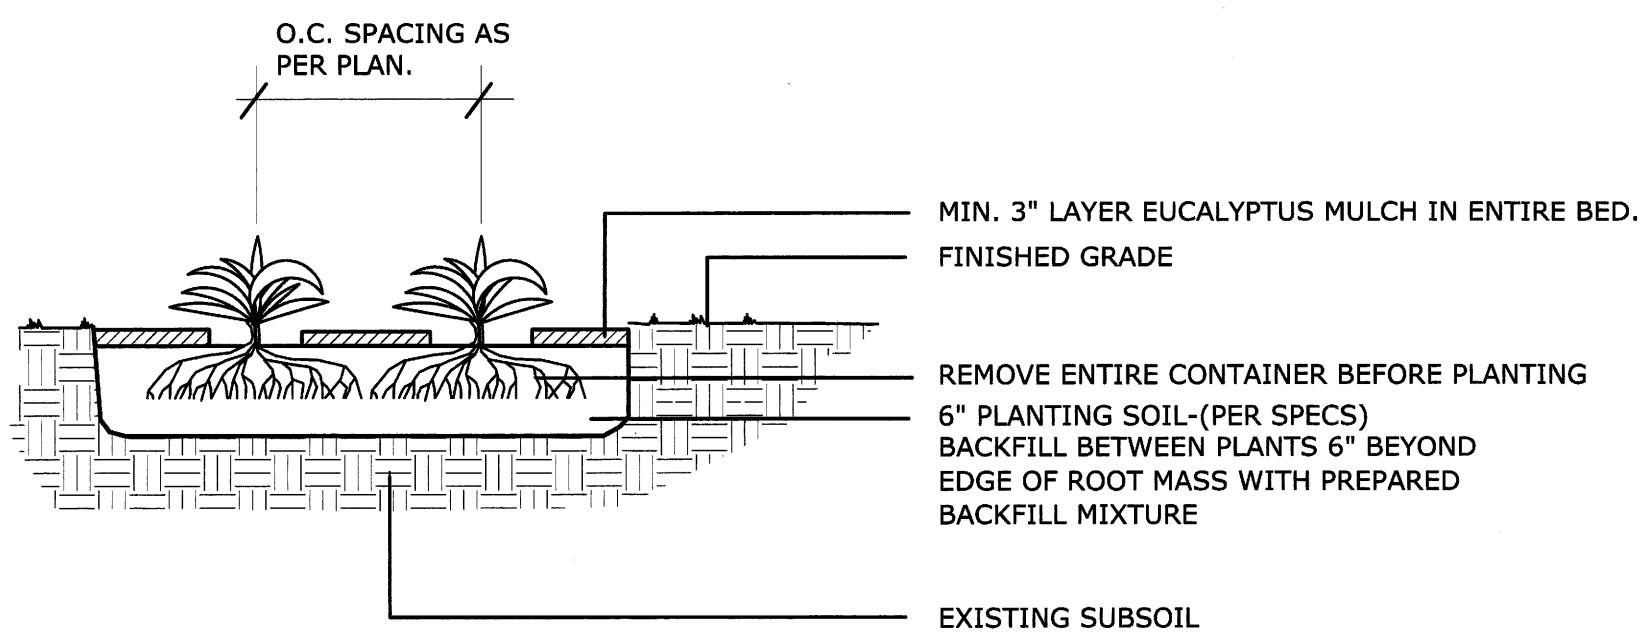 O.C. SPACING AS
PER PLAN.
MIN. 3" LAYER EUCALYPTUS MULCH IN ENTIRE BED.
FINISHED GRADE
REMOVE ENTIRE CONTAINER BEFORE PLANTING
6" PLANTING SOIL-(PER SPECS)
BACKFILL BETWEEN PLANTS 6" BEYOND
EDGE OF ROOT MASS WITH PREPARED
BACKFILL MIXTURE
EXISTING SUBSOIL